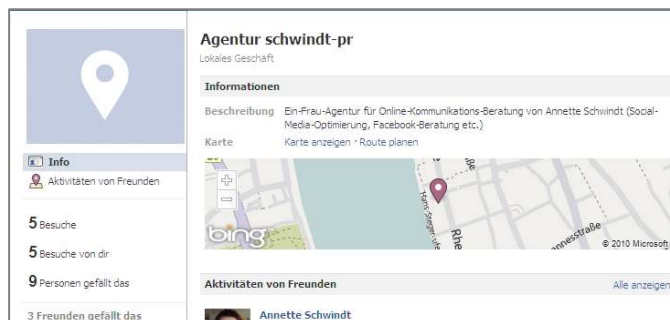 Agentur schwindt-pr
Lokales Geschäft
Informationen
Beschreibung Ein-Frau-Agentur für Online-Kommunikations-Beratung von Annette Schwindt (Social-
Media-Optimierung, Facebook-Beratung etc.)
Karte Karte anzeigen · Route planen
Info
Aktivitäten von Freunden
5 Besuche
5 Besuche von dir
9 Personen gefällt das
3 Freunden gefällt das
bing
© 2010 Microsoft
Aktivitäten von Freunden Alle anzeigen
Annette Schwindt